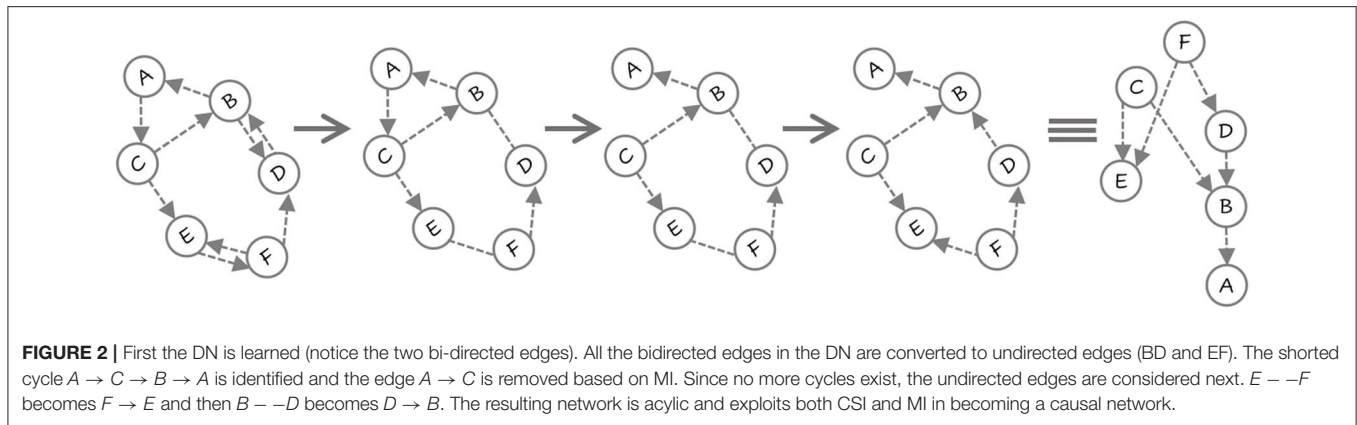 A
B
C
D
E
F
A
B
C
D
E
F
A
B
C
D
E
F
A
B
C
D
E
F
F
C
D
E
B
A
FIGURE 2 | First the DN is learned (notice the two bi-directed edges). All the bidirected edges in the DN are converted to undirected edges (BD and EF). The shorted
cycle A → C → B → A is identified and the edge A → C is removed based on MI. Since no more cycles exist, the undirected edges are considered next. E − −F
becomes F → E and then B − −D becomes D → B. The resulting network is acylic and exploits both CSI and MI in becoming a causal network.